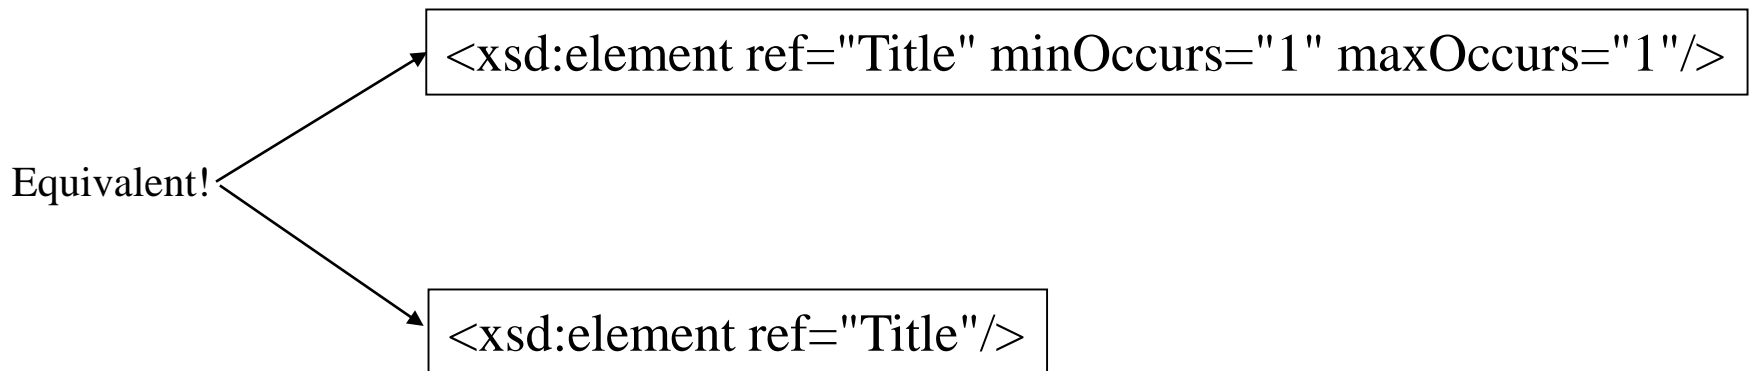 <xsd:element ref="Title" minOccurs="1" maxOccurs="1"/>
Equivalent!
<xsd:element ref="Title"/>